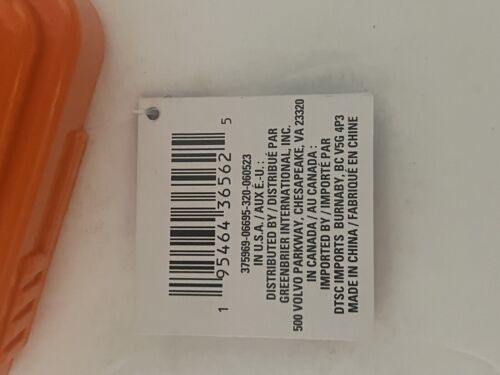 1 95464 36562 5
375969-06695-320-060523
IN U.S.A. / AUX É.-U. :
DISTRIBUTED BY / DISTRIBUÉ PAR
GREENBRIER INTERNATIONAL, INC.
500 VOLVO PARKWAY, CHESAPEAKE, VA 23320
IN CANADA / AU CANADA :
IMPORTED BY / IMPORTÉ PAR
DTSC IMPORTS BURNABY, BC V5G 4P3
MADE IN CHINA / FABRIQUÉ EN CHINE